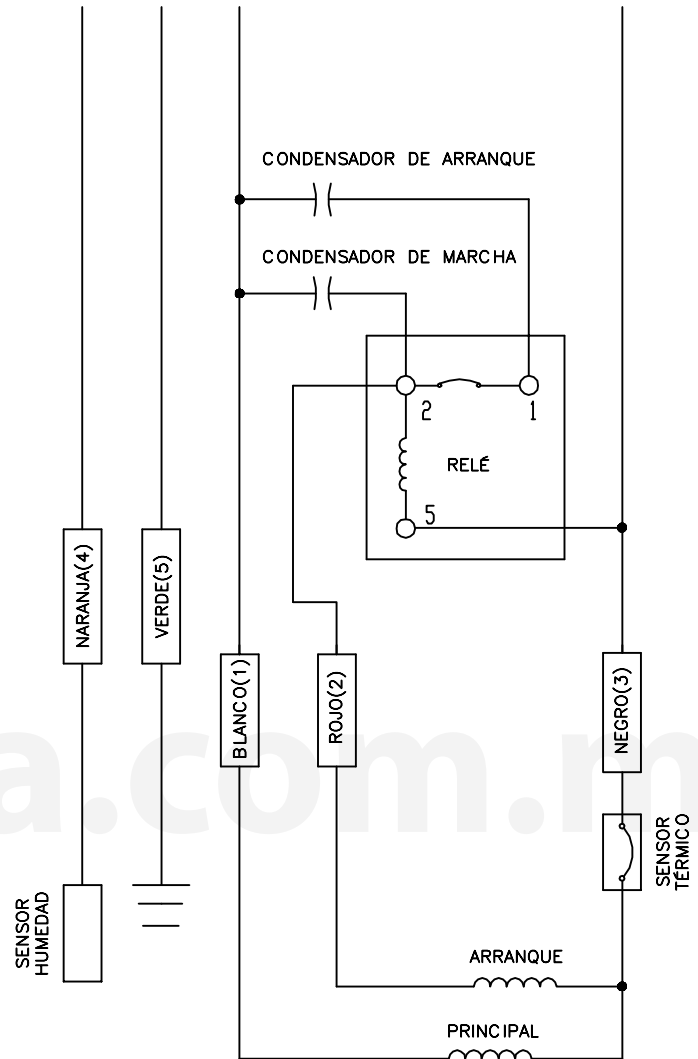 CONDENSADOR DE ARRANQUE
CONDENSADOR DE MARCHA
2
1
RELÉ
5
NARANJA(4)
VERDE(5)
BLANCO(1)
ROJO(2)
NEGRO(3)
a.com.m
SENSOR
TÉRMICO
SENSOR
HUMEDAD
ARRANQUE
PRINCIPAL